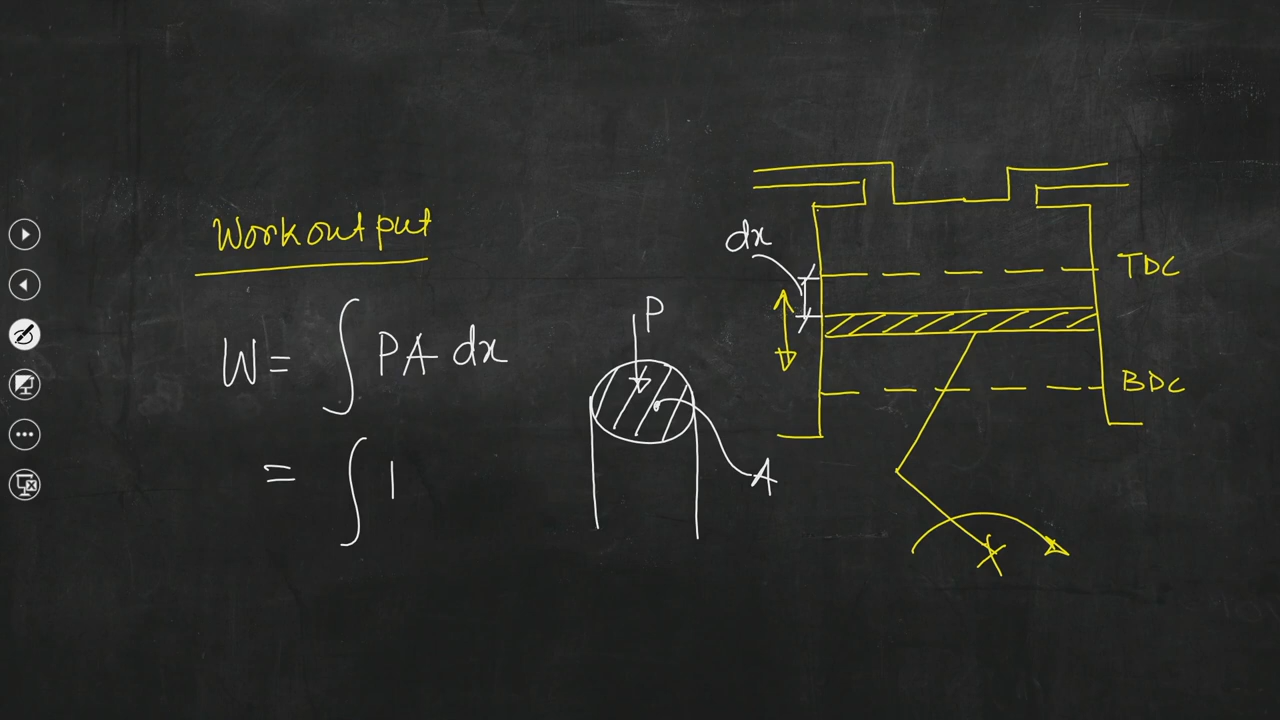 Work output
W = ∫ PA dx
= ∫ |
P
A
dx
TDC
BDC